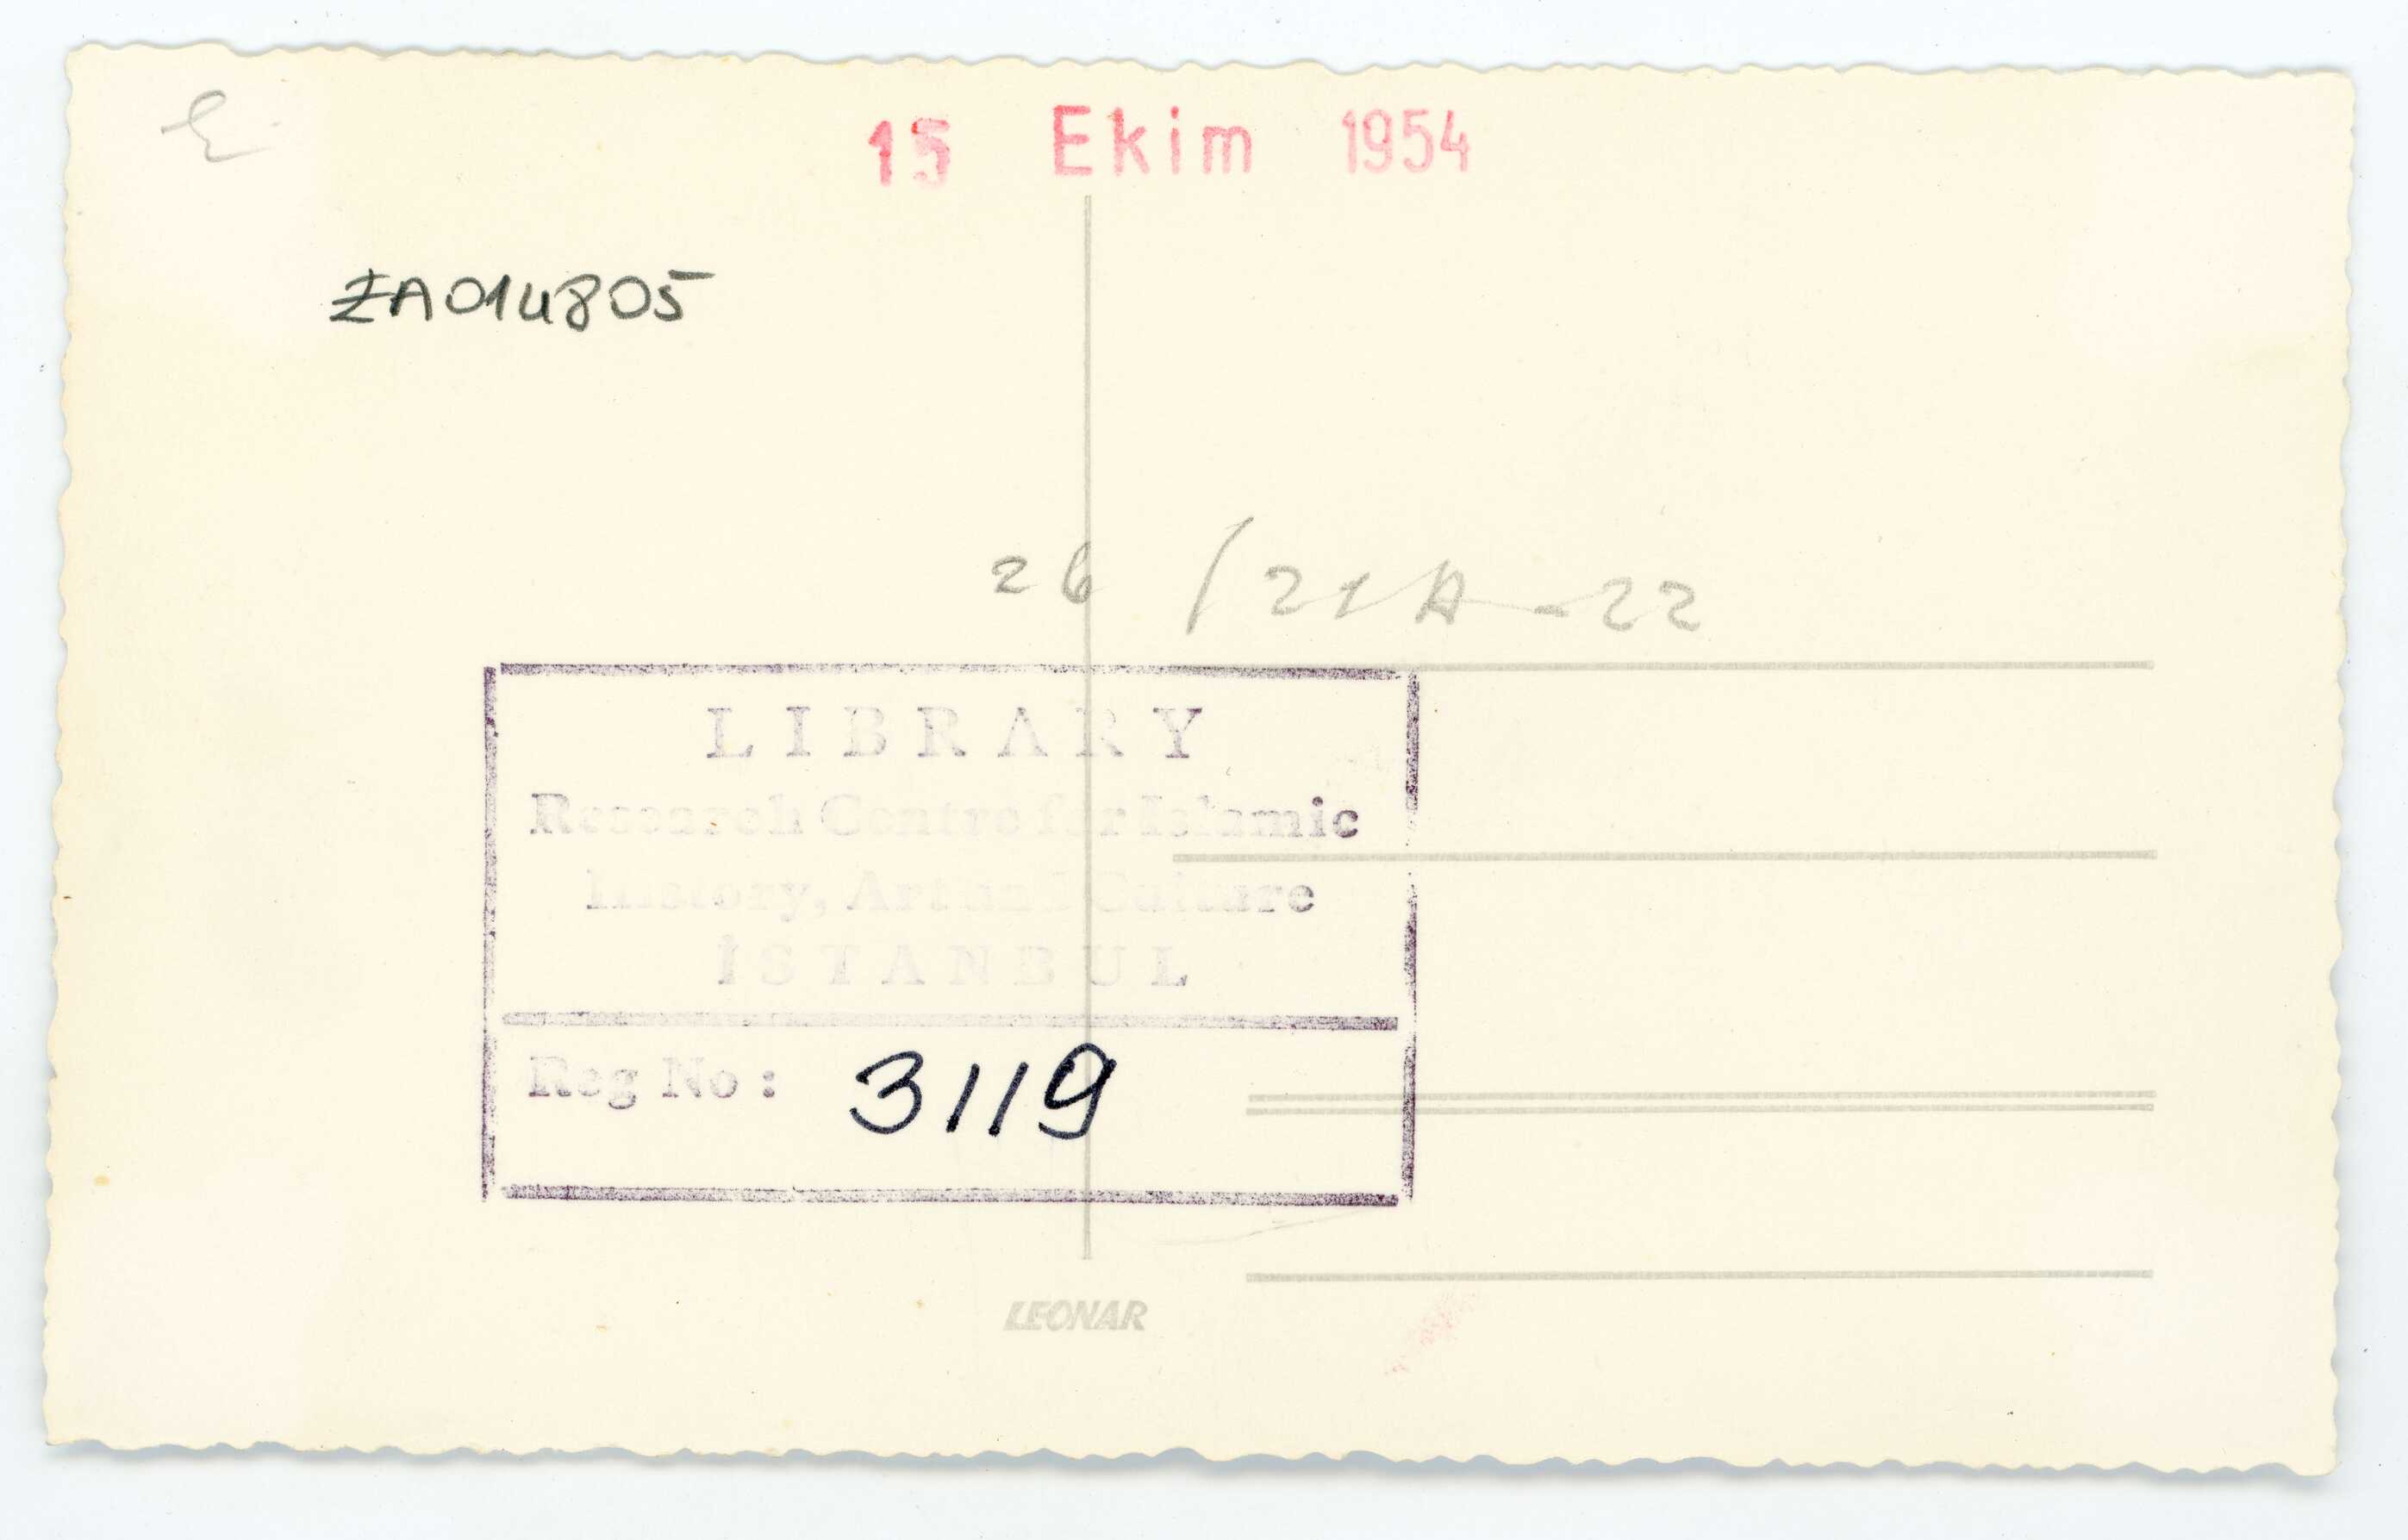 15 Ekim 1954
ZA014805
26 / 21A - 22
LIBRARY
Research Centre for Islamic
History, Art and Culture
İSTANBUL
Reg No : 3119
LEONAR